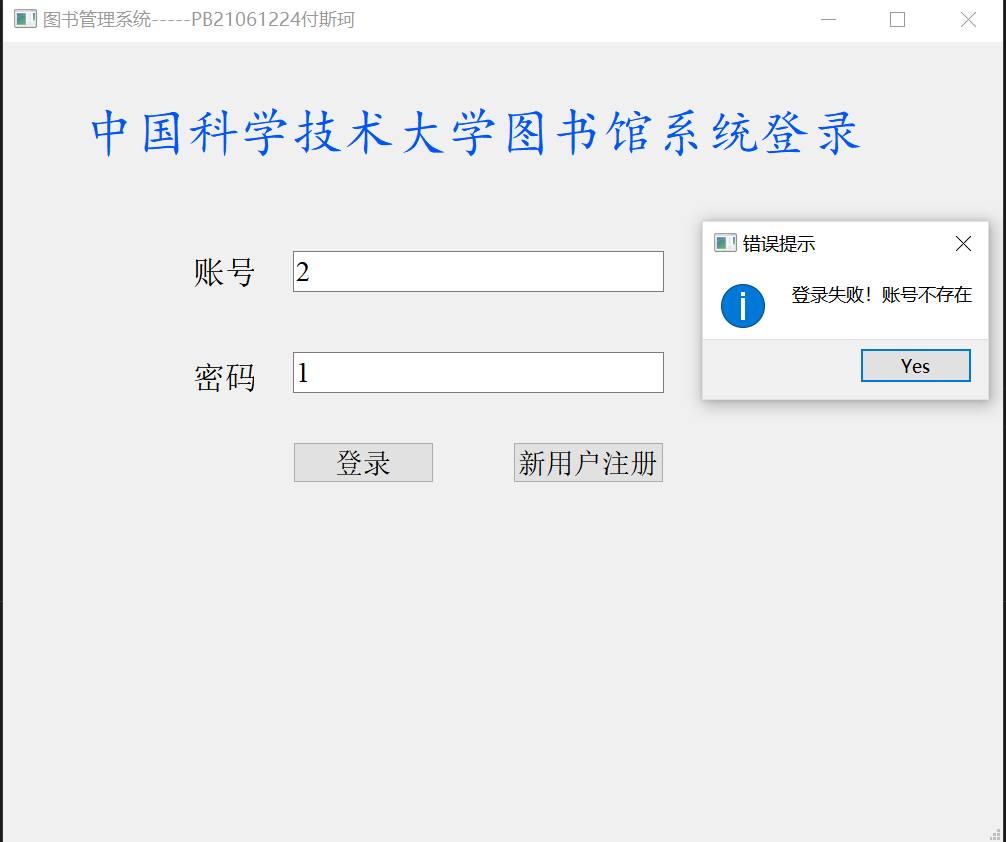 图书管理系统-----PB21061224付斯珂
中国科学技术大学图书馆系统登录
账号
2
错误提示
登录失败！账号不存在
Yes
密码
1
登录
新用户注册